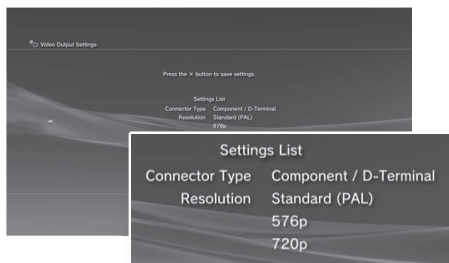 Video Output Settings
Press the × button to save settings.
Settings List
Connector Type Component / D-Terminal
Resolution Standard (PAL)
576p
Settings List
Connector Type Component / D-Terminal
Resolution Standard (PAL)
576p
720p